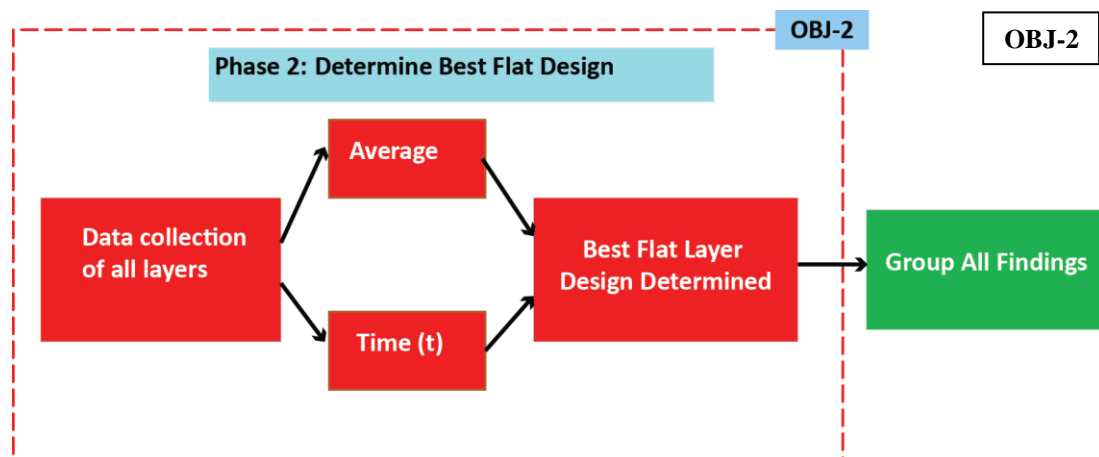 OBJ-2
OBJ-2
Phase 2: Determine Best Flat Design
Average
Data collection
of all layers
Best Flat Layer
Design Determined
Group All Findings
Time (t)